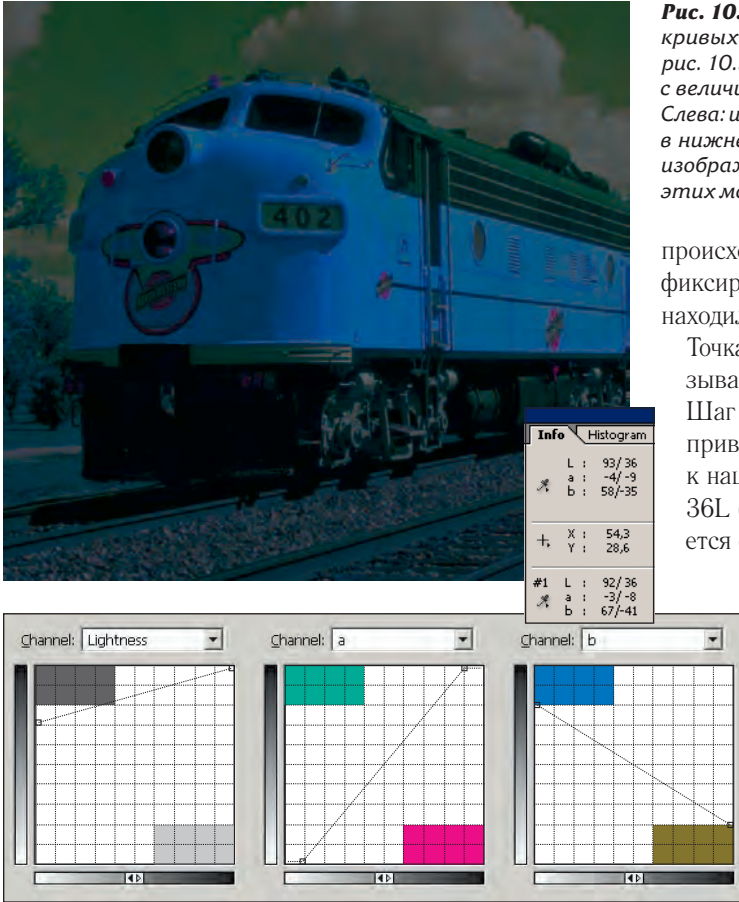 Рис. 10.
кривых
рис. 10.
с величи
Слева: и
в нижне
изображ
этих мо
происхо
фиксир
находил
Точка
зыва
Шаг
прив
к наш
36L
ется
402
Info Histogram
L : 93/ 36
a : -4/ -9
b : 58/-35
X : 54,3
Y : 28,6
#1 L : 92/ 36
a : -3/ -8
b : 67/-41
Channel: Lightness
Channel: a
Channel: b